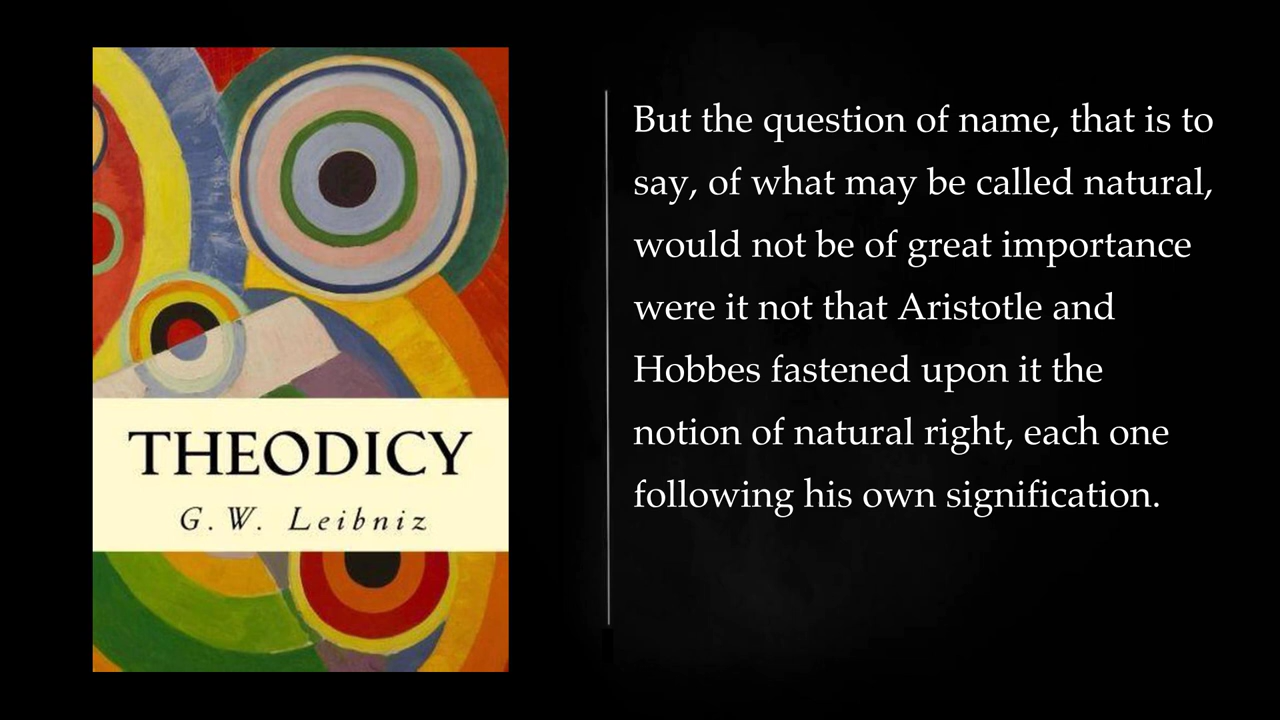 THEODICY
G. W. Leibniz
But the question of name, that is to
say, of what may be called natural,
would not be of great importance
were it not that Aristotle and
Hobbes fastened upon it the
notion of natural right, each one
following his own signification.